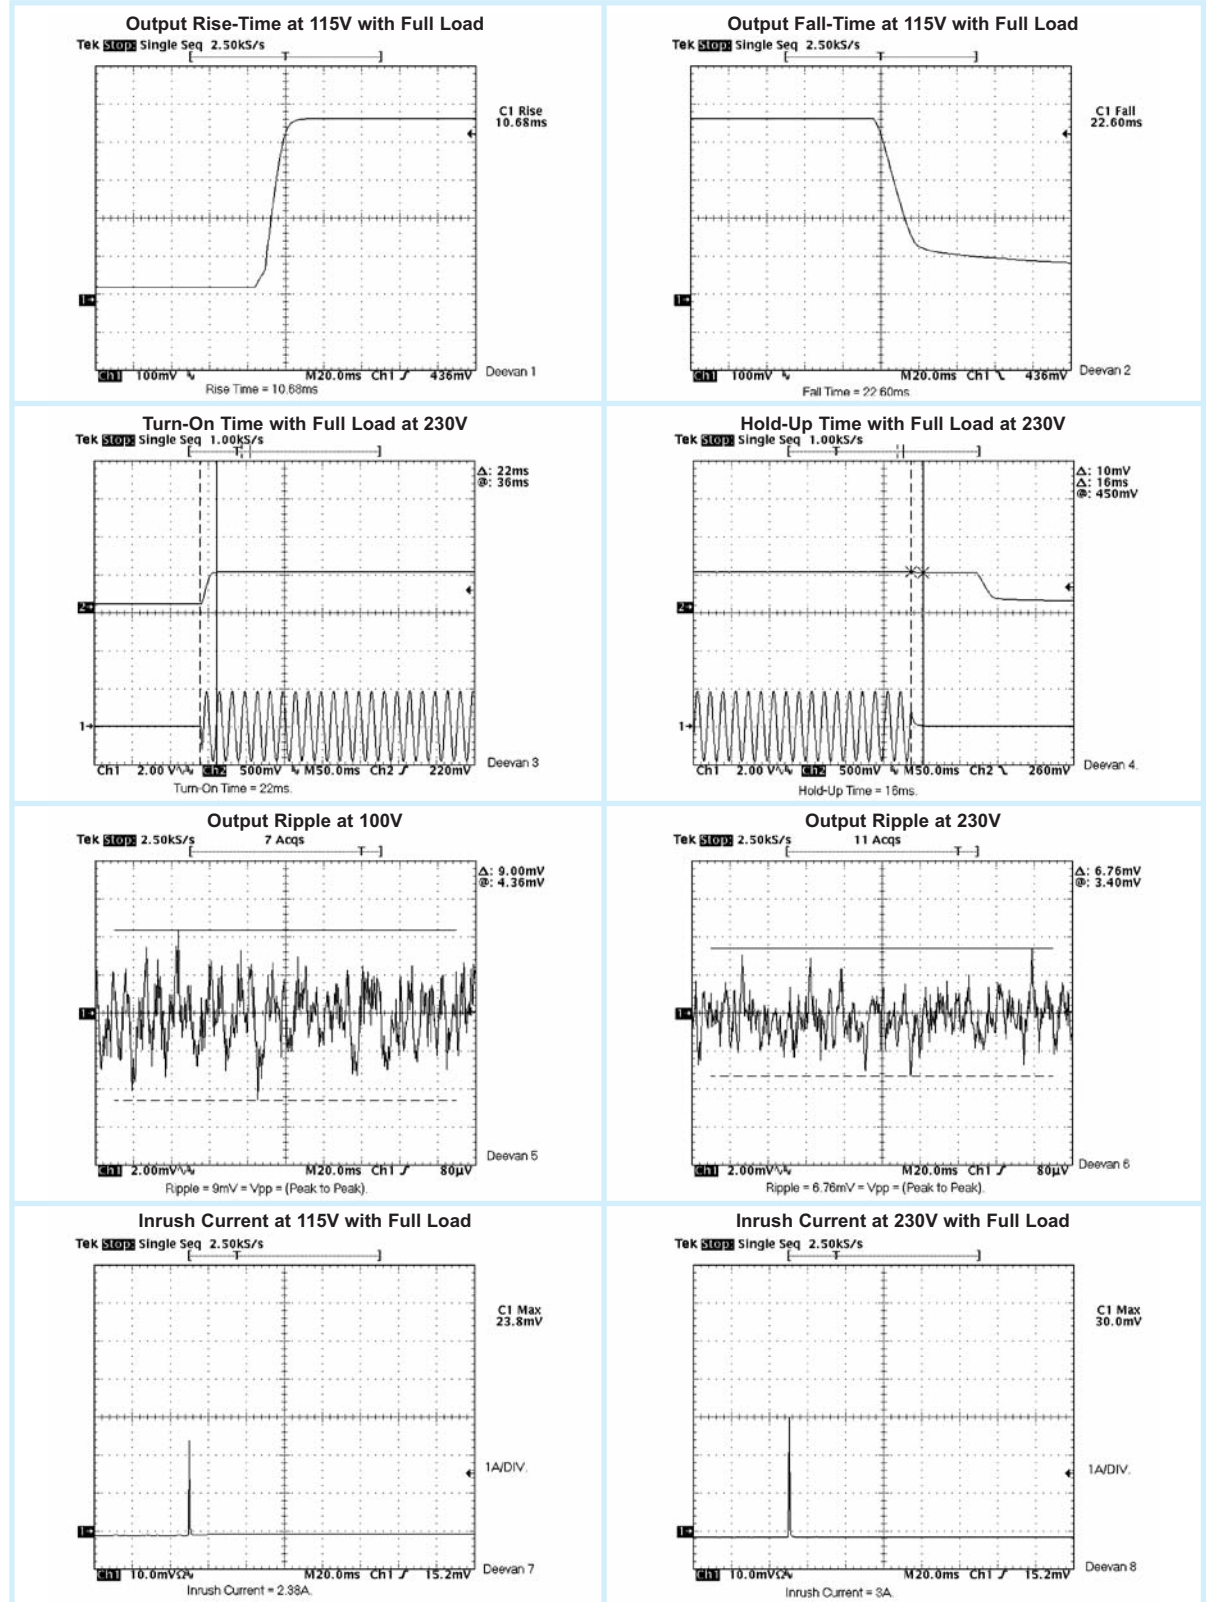 Output Rise-Time at 115V with Full Load
Tek Stop: Single Seq 2.50kS/s
C1 Rise
10.68ms
1
Ch1 100mV M20.0ms Ch1 436mV
Deevan 1
Rise Time = 10.68ms
Output Fall-Time at 115V with Full Load
Tek Stop: Single Seq 2.50kS/s
C1 Fall
22.60ms
1
Ch1 100mV M20.0ms Ch1 436mV
Deevan 2
Fall Time = 22.60ms
Turn-On Time with Full Load at 230V
Tek Stop: Single Seq 1.00kS/s
Δ: 22ms
@: 36ms
2
1
Ch1 2.00 V Ch2 500mV M50.0ms Ch2 220mV
Deevan 3
Turn-On Time = 22ms.
Hold-Up Time with Full Load at 230V
Tek Stop: Single Seq 1.00kS/s
Δ: 10mV
Δ: 16ms
@: 450mV
2
1
Ch1 2.00 V Ch2 500mV M50.0ms Ch2 260mV
Deevan 4.
Hold-Up Time = 16ms.
Output Ripple at 100V
Tek Stop: 2.50kS/s 7 Acqs
T
Δ: 9.00mV
@: 4.36mV
1
Ch1 2.00mV M20.0ms Ch1 80µV
Deevan 5
Ripple = 9mV = Vpp = (Peak to Peak).
Output Ripple at 230V
Tek Stop: 2.50kS/s 11 Acqs
T
Δ: 6.76mV
@: 3.40mV
1
Ch1 2.00mV M20.0ms Ch1 80µV
Deevan 6
Ripple = 6.76mV = Vpp = (Peak to Peak).
Inrush Current at 115V with Full Load
Tek Stop: Single Seq 2.50kS/s
T
C1 Max
23.8mV
1A/DIV.
1
Ch1 10.0mVΩ M20.0ms Ch1 15.2mV
Deevan 7
Inrush Current = 2.38A.
Inrush Current at 230V with Full Load
Tek Stop: Single Seq 2.50kS/s
T
C1 Max
30.0mV
1A/DIV.
1
Ch1 10.0mVΩ M20.0ms Ch1 15.2mV
Deevan 8
Inrush Current = 3A.